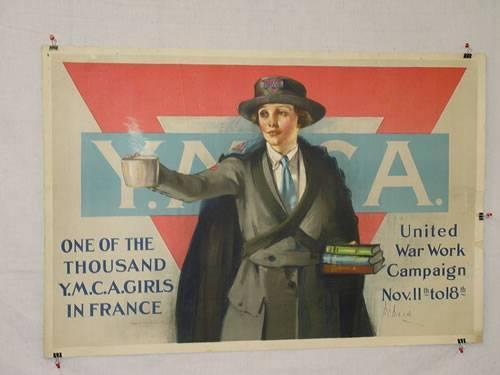 Y.M.C.A.
ONE OF THE
THOUSAND
Y.M.C.A. GIRLS
IN FRANCE
United
War Work
Campaign
Nov. 11th to 18th